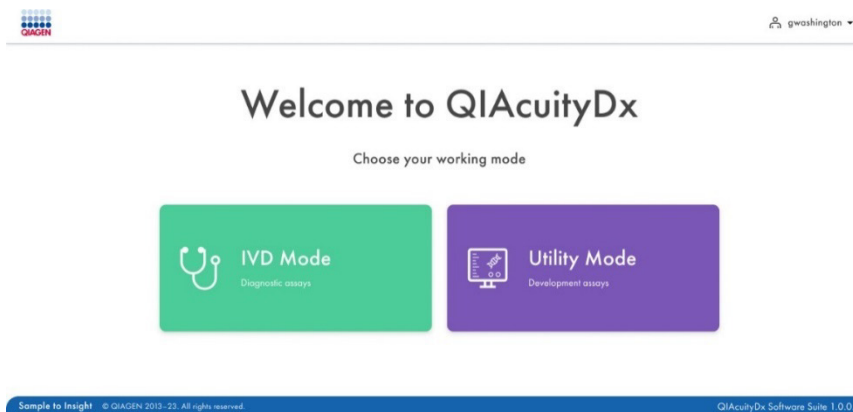 QIAGEN
gwashington
Welcome to QIAcuityDx
Choose your working mode
IVD Mode
Diagnostic assays
Utility Mode
Development assays
Sample to Insight © QIAGEN 2013–23. All rights reserved.
QIAcuityDx Software Suite 1.0.0